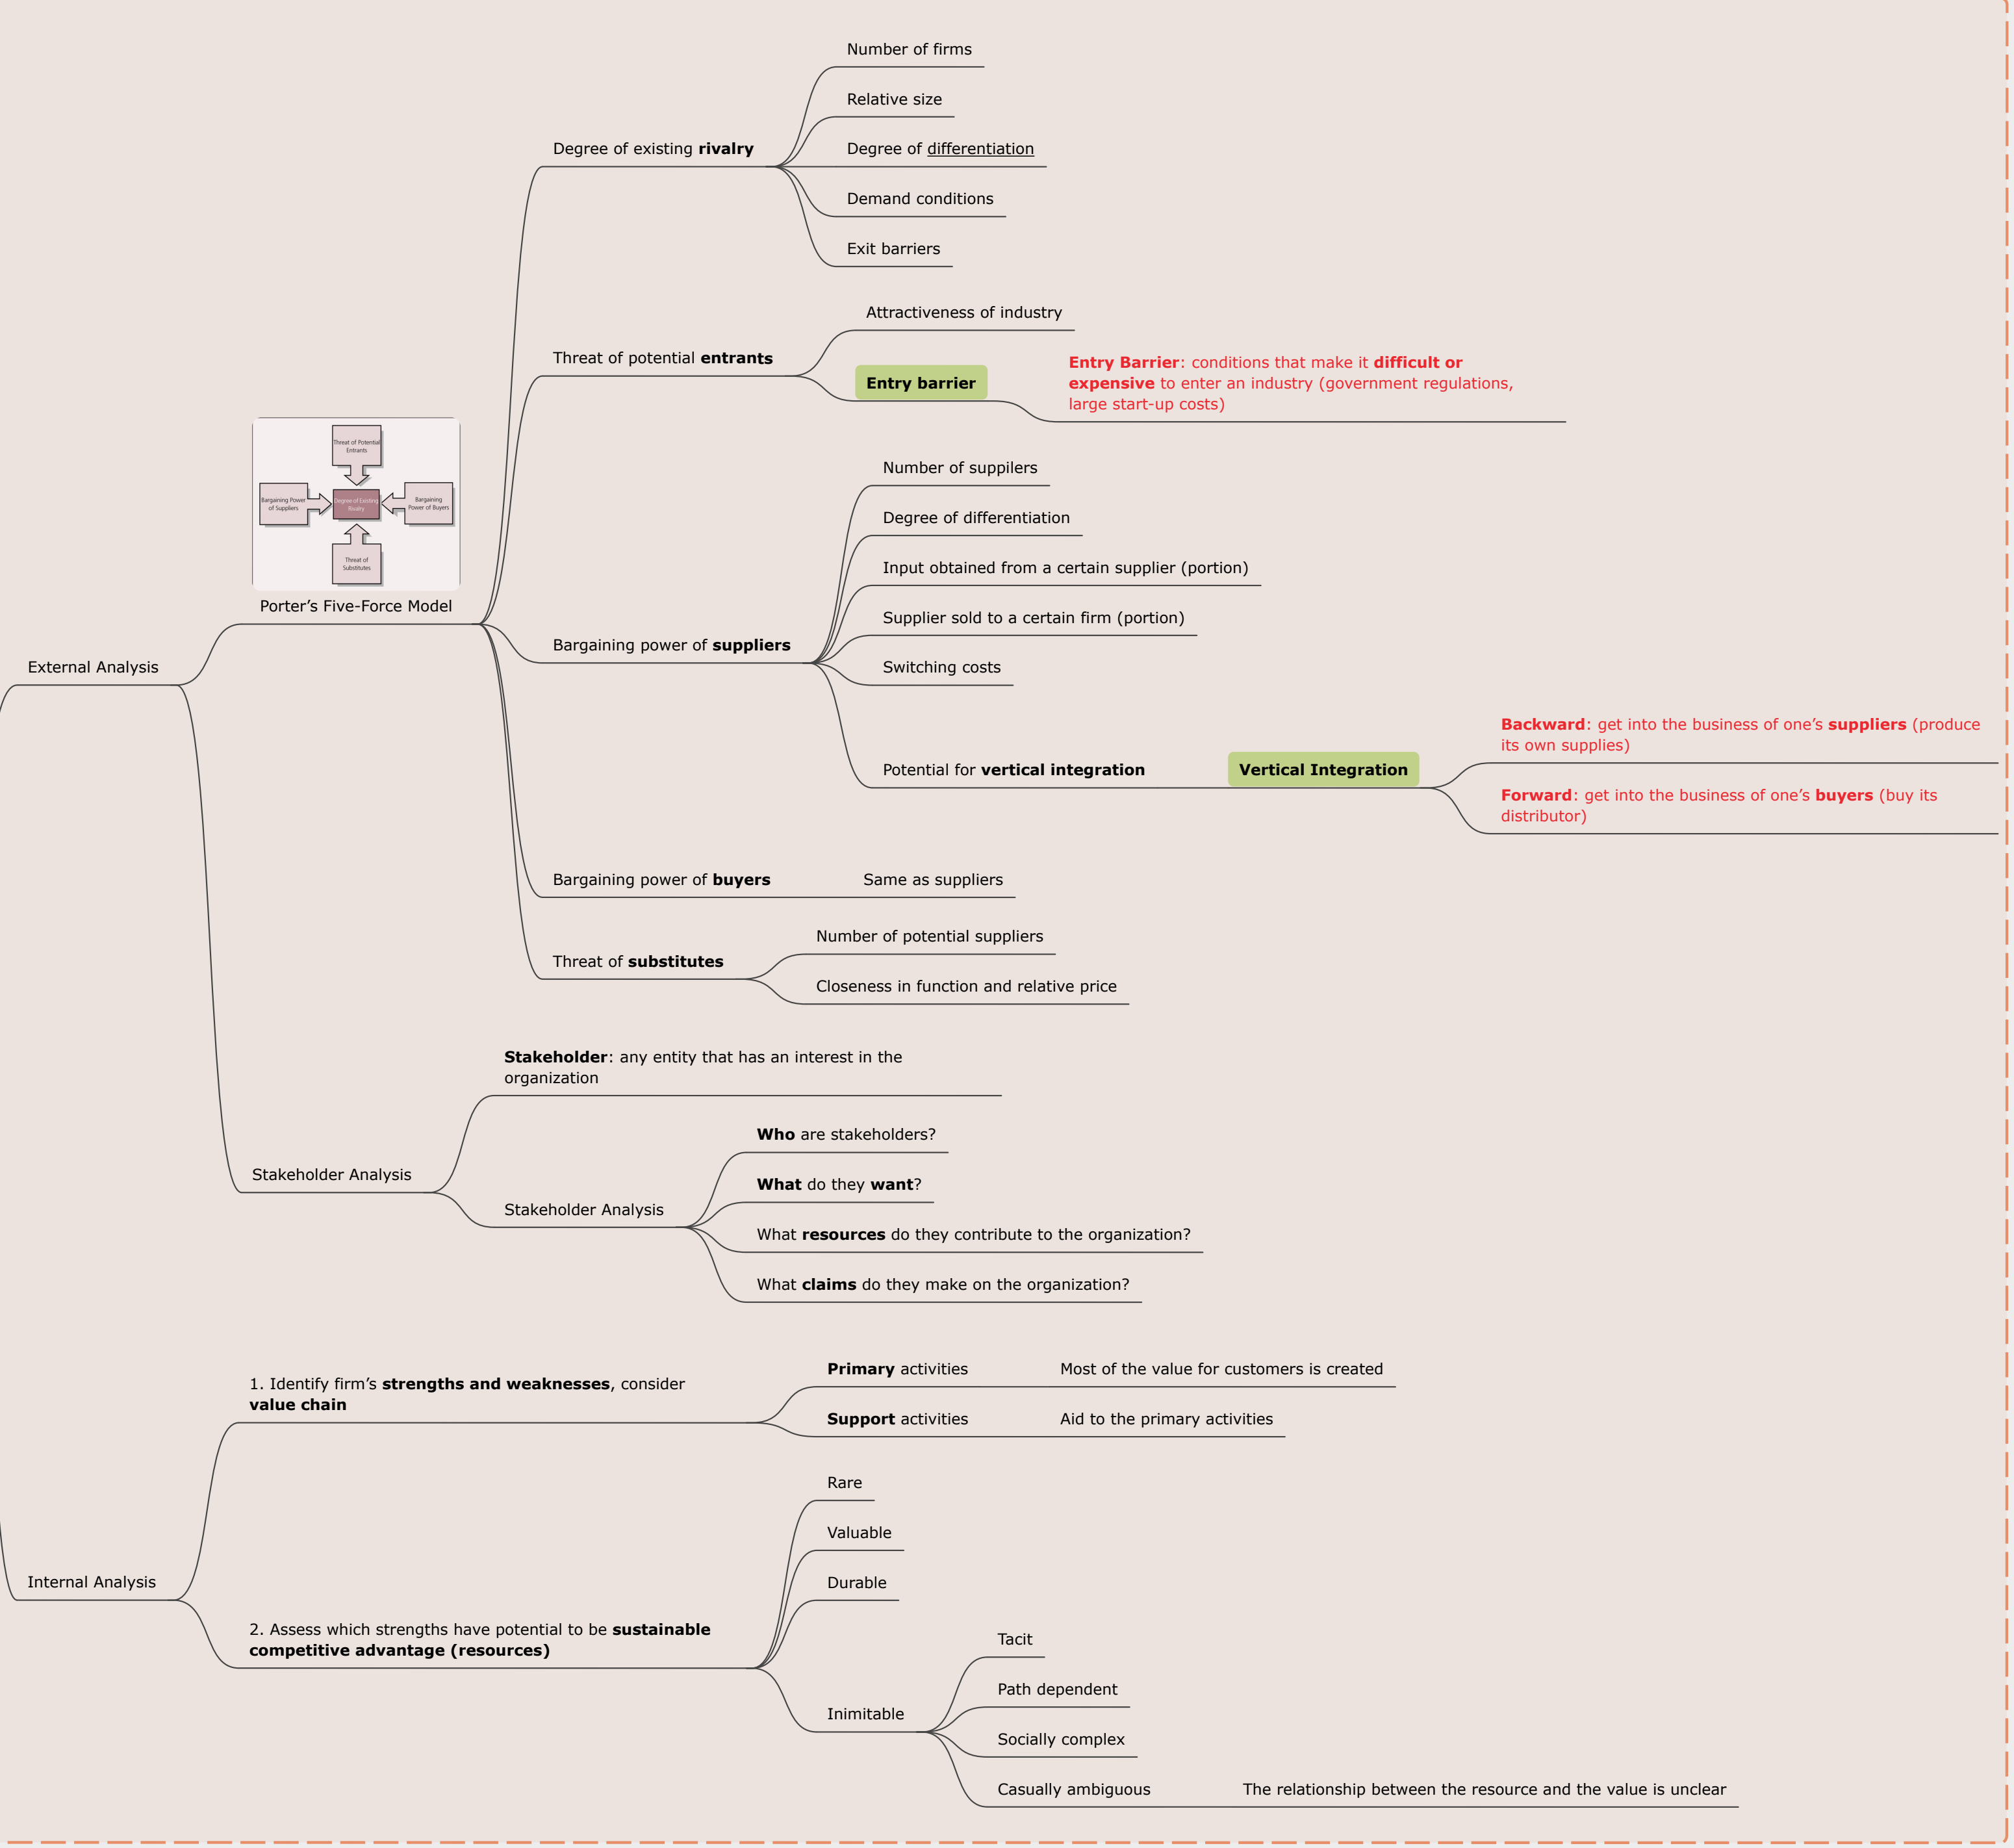 Number of firms
Relative size
Degree of existing rivalry
Degree of differentiation
Demand conditions
Exit barriers
Attractiveness of industry
Threat of potential entrants
Entry barrier
Entry Barrier: conditions that make it difficult or
expensive to enter an industry (government regulations,
large start-up costs)
Threat of Potential
Entrants
Bargaining Power
of Suppliers
Degree of Existing
Rivalry
Bargaining
Power of Buyers
Threat of
Substitutes
Porter’s Five-Force Model
Number of suppilers
Degree of differentiation
Input obtained from a certain supplier (portion)
Supplier sold to a certain firm (portion)
Bargaining power of suppliers
Switching costs
External Analysis
Potential for vertical integration
Vertical Integration
Backward: get into the business of one’s suppliers (produce
its own supplies)
Forward: get into the business of one’s buyers (buy its
distributor)
Bargaining power of buyers
Same as suppliers
Number of potential suppliers
Threat of substitutes
Closeness in function and relative price
Stakeholder: any entity that has an interest in the
organization
Stakeholder Analysis
Stakeholder Analysis
Who are stakeholders?
What do they want?
What resources do they contribute to the organization?
What claims do they make on the organization?
1. Identify firm’s strengths and weaknesses, consider
value chain
Primary activities
Most of the value for customers is created
Support activities
Aid to the primary activities
Internal Analysis
2. Assess which strengths have potential to be sustainable
competitive advantage (resources)
Rare
Valuable
Durable
Inimitable
Tacit
Path dependent
Socially complex
Casually ambiguous
The relationship between the resource and the value is unclear